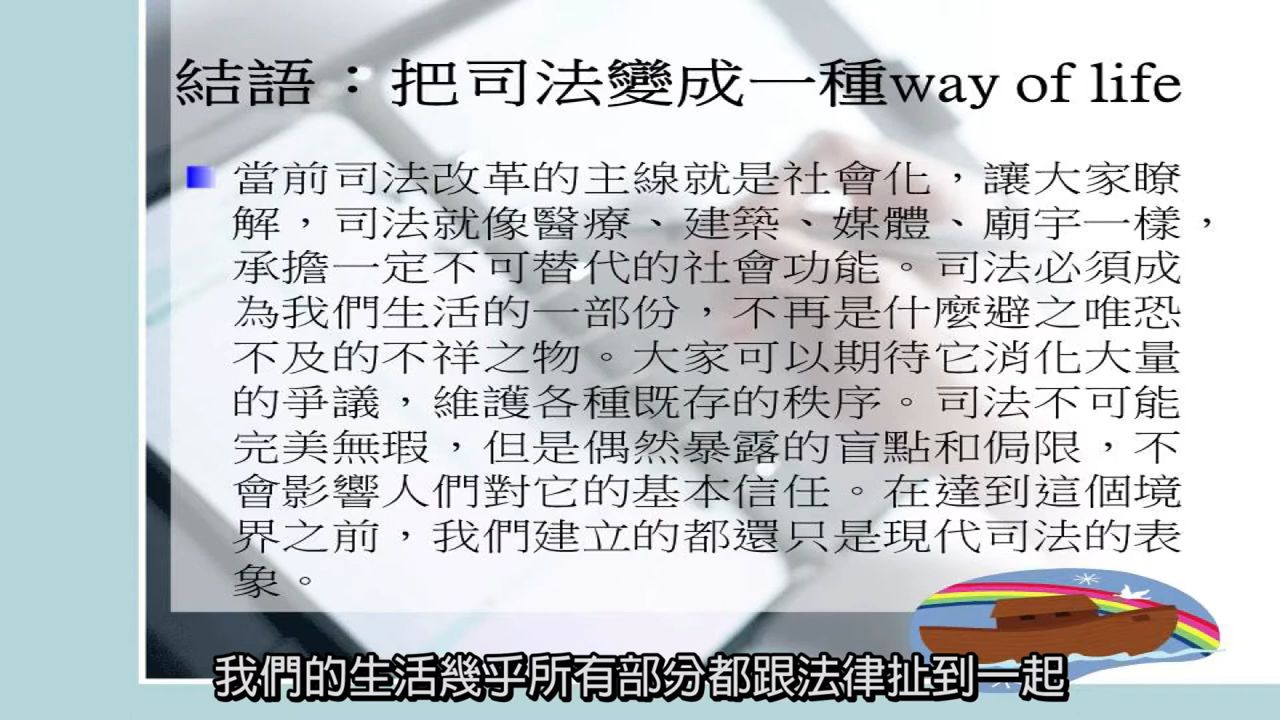 結語：把司法變成一種way of life
當前司法改革的主線就是社會化，讓大家瞭
解，司法就像醫療、建築、媒體、廟宇一樣，
承擔一定不可替代的社會功能。司法必須成
為我們生活的一部份，不再是什麼避之唯恐
不及的不祥之物。大家可以期待它消化大量
的爭議，維護各種既存的秩序。司法不可能
完美無瑕，但是偶然暴露的盲點和侷限，不
會影響人們對它的基本信任。在達到這個境
界之前，我們建立的都還只是現代司法的表
象。
我們的生活幾乎所有部分都跟法律扯到一起